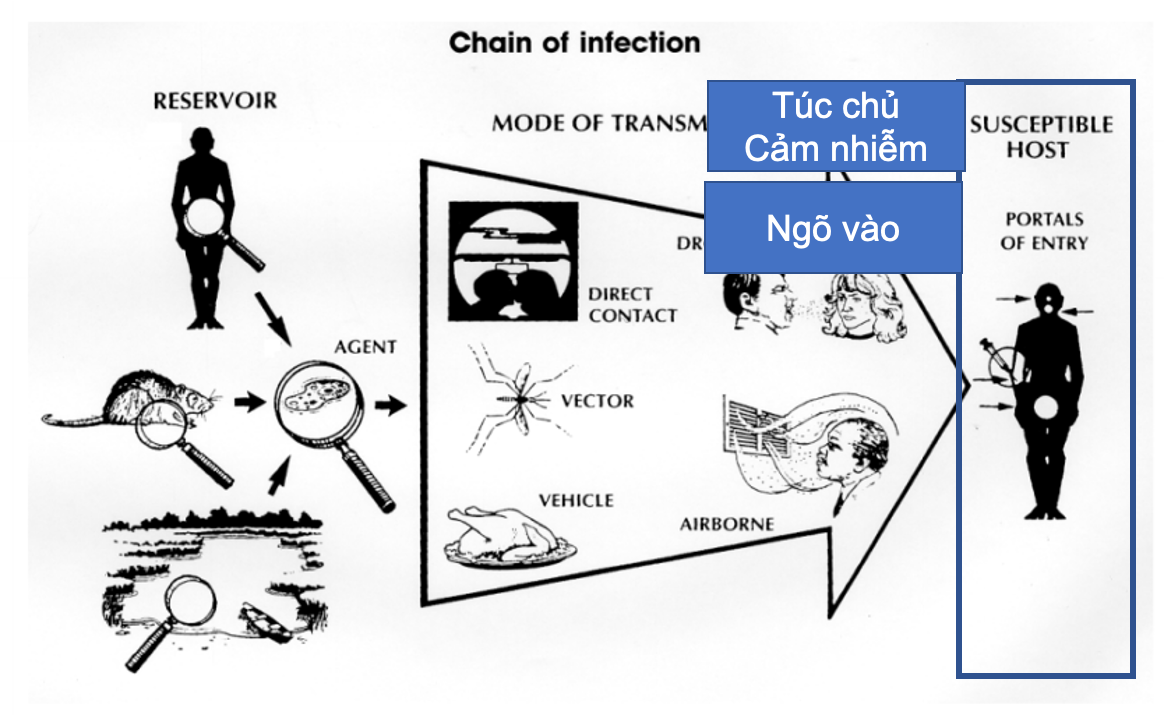 Chain of infection
RESERVOIR
MODE OF TRANSM
Túc chủ
Cảm nhiễm
SUSCEPTIBLE
HOST
Ngõ vào
PORTALS
OF ENTRY
DR
DIRECT
CONTACT
AGENT
VECTOR
VEHICLE
AIRBORNE